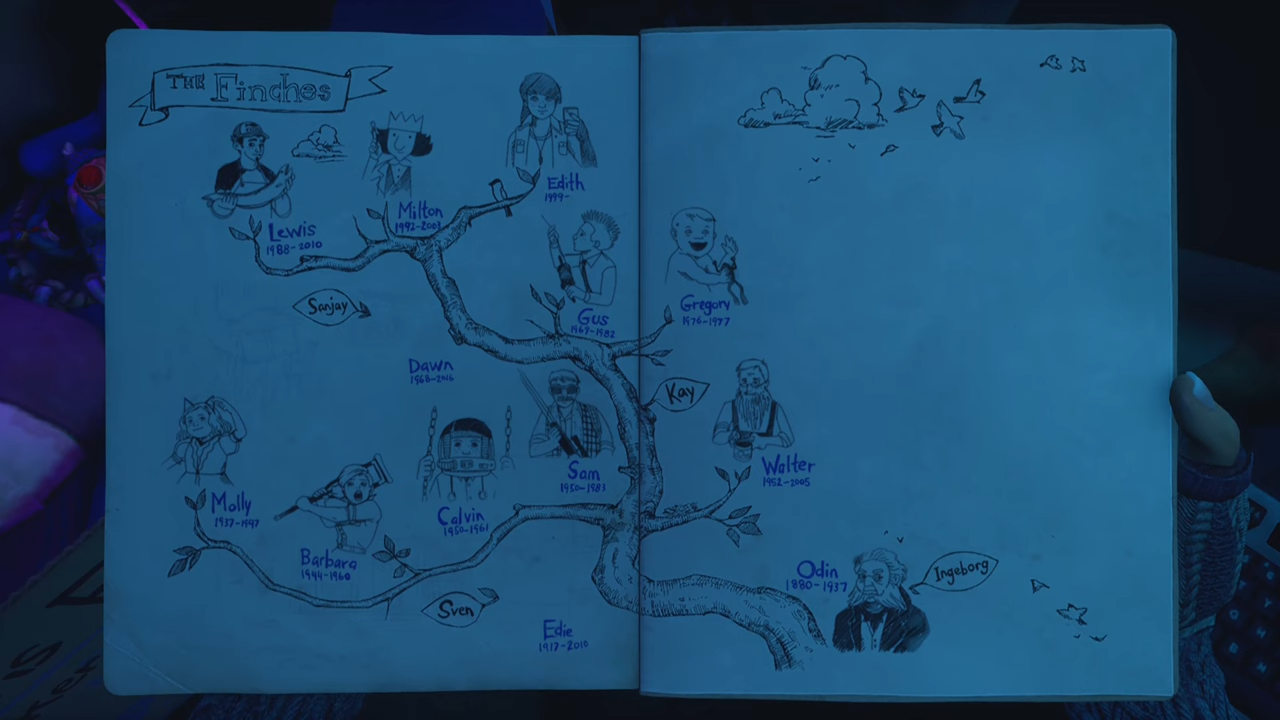 THE Finches
Edith
1999-
Lewis
1988-2010
Milton
1992-2003
Sanjay
Gus
1969-1982
Gregory
1976-1977
Dawn
1968-2016
Kay
Sam
1950-1983
Walter
1952-2005
Molly
1937-1947
Calvin
1950-1961
Barbara
1944-1960
Sven
Edie
1917-2010
Odin
1880-1937
Ingeborg